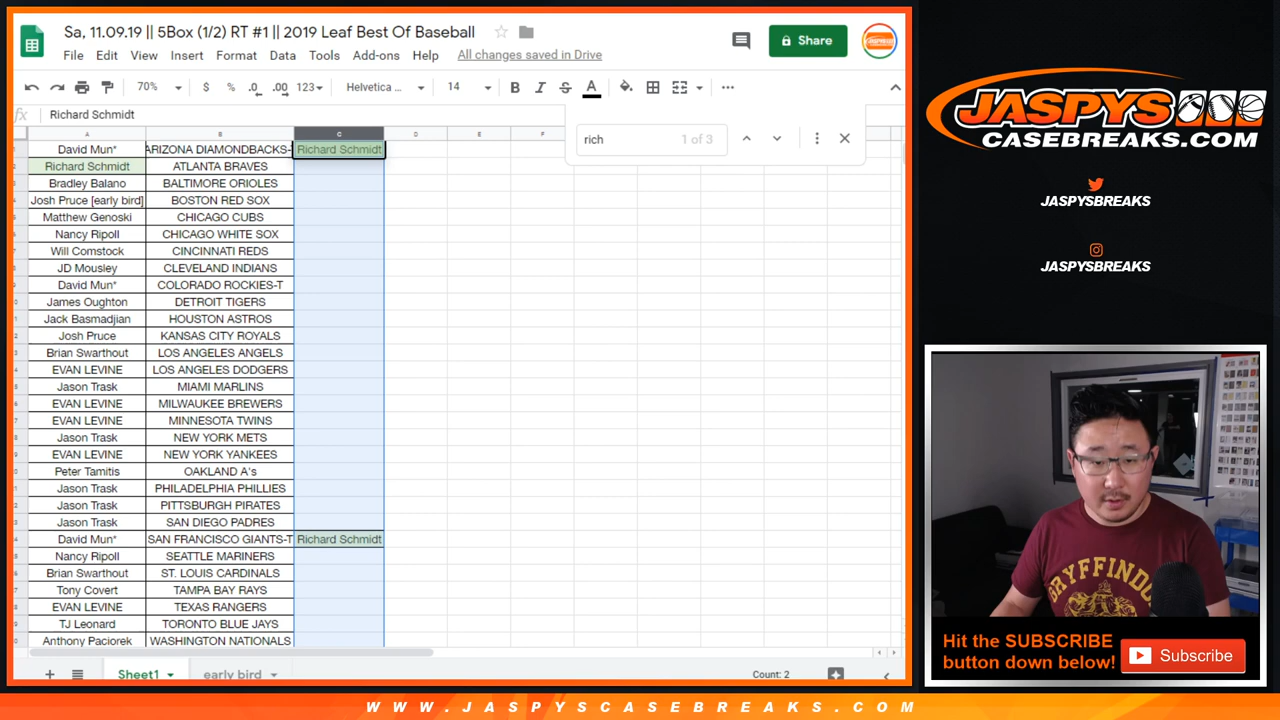 Sa, 11.09.19 || 5Box (1/2) RT #1 || 2019 Leaf Best Of Baseball
File Edit View Insert Format Data Tools Add-ons Help All changes saved in Drive
Share
70% $ % .0 .00 123 Helvetica ... 14 B I S A
fx Richard Schmidt
rich 1 of 3
A B C D E F
David Mun* ARIZONA DIAMONDBACKS- Richard Schmidt
Richard Schmidt ATLANTA BRAVES
Bradley Balano BALTIMORE ORIOLES
Josh Pruce [early bird] BOSTON RED SOX
Matthew Genoski CHICAGO CUBS
Nancy Ripoll CHICAGO WHITE SOX
Will Comstock CINCINNATI REDS
JD Mousley CLEVELAND INDIANS
David Mun* COLORADO ROCKIES-T
James Oughton DETROIT TIGERS
Jack Basmadjian HOUSTON ASTROS
Josh Pruce KANSAS CITY ROYALS
Brian Swarthout LOS ANGELES ANGELS
EVAN LEVINE LOS ANGELES DODGERS
Jason Trask MIAMI MARLINS
EVAN LEVINE MILWAUKEE BREWERS
EVAN LEVINE MINNESOTA TWINS
Jason Trask NEW YORK METS
EVAN LEVINE NEW YORK YANKEES
Peter Tamitis OAKLAND A's
Jason Trask PHILADELPHIA PHILLIES
Jason Trask PITTSBURGH PIRATES
Jason Trask SAN DIEGO PADRES
David Mun* SAN FRANCISCO GIANTS-T Richard Schmidt
Nancy Ripoll SEATTLE MARINERS
Brian Swarthout ST. LOUIS CARDINALS
Tony Covert TAMPA BAY RAYS
EVAN LEVINE TEXAS RANGERS
TJ Leonard TORONTO BLUE JAYS
Anthony Paciorek WASHINGTON NATIONALS
Sheet1 early bird Count: 2
JASPYS
CASEBREAKS.COM
JASPYSBREAKS
JASPYSBREAKS
GRYFFINDOR
Hit the SUBSCRIBE
button down below!
Subscribe
WWW.JASPYSCASEBREAKS.COM